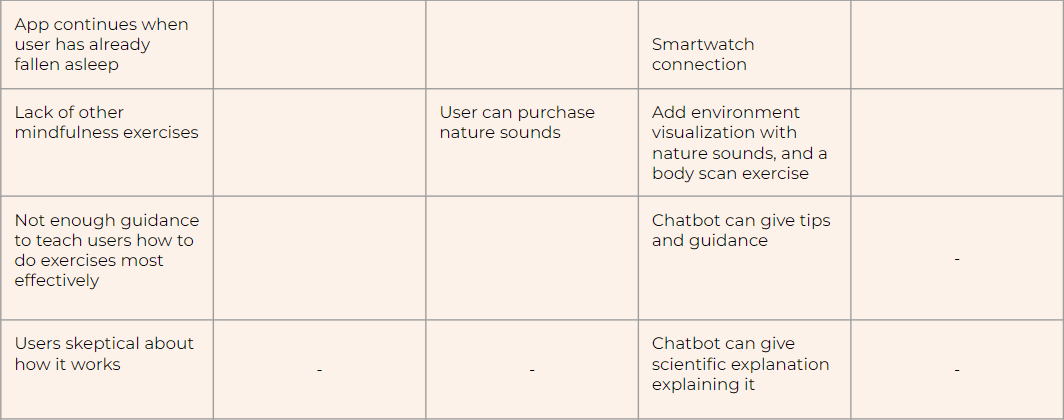 App continues when
user has already
fallen asleep
Smartwatch
connection
Lack of other
mindfulness exercises
User can purchase
nature sounds
Add environment
visualization with
nature sounds, and a
body scan exercise
Not enough guidance
to teach users how to
do exercises most
effectively
Chatbot can give tips
and guidance
-
Users skeptical about
how it works
-
-
Chatbot can give
scientific explanation
explaining it
-